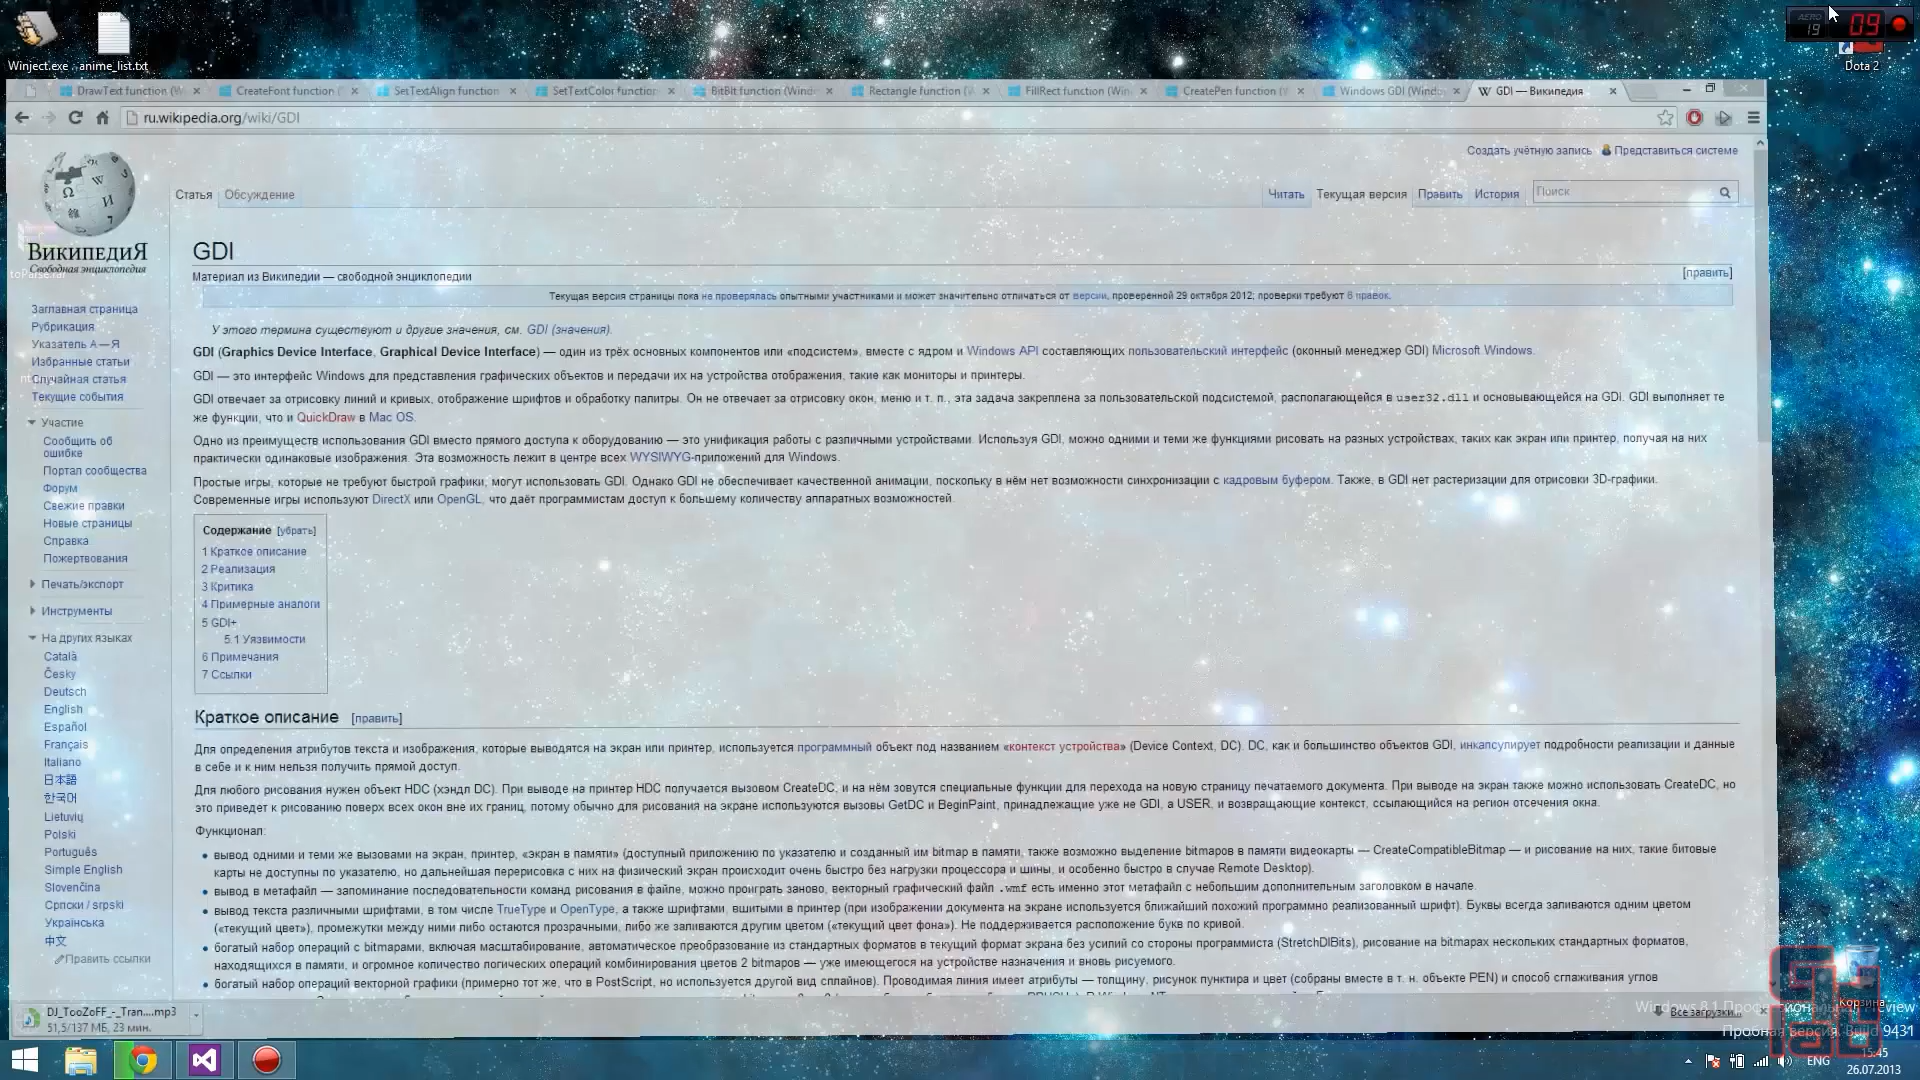 Winject.exe
anime_list.txt
AERO
19
09
Dota 2
DrawText function (W
CreateFont function (
SetTextAlign function
SetTextColor function
BitBlt function (Wind
Rectangle function (W
FillRect function (Win
CreatePen function (
Windows GDI (Windo
GDI — Википедия
ru.wikipedia.org/wiki/GDI
Создать учётную запись
Представиться системе
Статья
Обсуждение
Читать
Текущая версия
Править
История
Поиск
ВикипедиЯ
Свободная энциклопедия
toParse.rar
Заглавная страница
Рубрикация
Указатель А — Я
Избранные статьи
Случайная статья
Текущие события
Участие
Сообщить об
ошибке
Портал сообщества
Форум
Свежие правки
Новые страницы
Справка
Пожертвования
Печать/экспорт
Инструменты
На других языках
Català
Česky
Deutsch
English
Español
Français
Italiano
日本語
한국어
Lietuvių
Polski
Português
Simple English
Slovenčina
Српски / srpski
Українська
中文
Править ссылки
GDI
Материал из Википедии — свободной энциклопедии
[править]
Текущая версия страницы пока не проверялась опытными участниками и может значительно отличаться от версии, проверенной 29 октября 2012; проверки требуют 6 правок.
У этого термина существуют и другие значения, см. GDI (значения).
GDI (Graphics Device Interface, Graphical Device Interface) — один из трёх основных компонентов или «подсистем», вместе с ядром и Windows API составляющих пользовательский интерфейс (оконный менеджер GDI) Microsoft Windows.
GDI — это интерфейс Windows для представления графических объектов и передачи их на устройства отображения, такие как мониторы и принтеры.
GDI отвечает за отрисовку линий и кривых, отображение шрифтов и обработку палитры. Он не отвечает за отрисовку окон, меню и т. п., эта задача закреплена за пользовательской подсистемой, располагающейся в user32.dll и основывающейся на GDI. GDI выполняет те
же функции, что и QuickDraw в Mac OS.
Одно из преимуществ использования GDI вместо прямого доступа к оборудованию — это унификация работы с различными устройствами. Используя GDI, можно одними и теми же функциями рисовать на разных устройствах, таких как экран или принтер, получая на них
практически одинаковые изображения. Эта возможность лежит в центре всех WYSIWYG-приложений для Windows.
Простые игры, которые не требуют быстрой графики, могут использовать GDI. Однако GDI не обеспечивает качественной анимации, поскольку в нём нет возможности синхронизации с кадровым буфером. Также, в GDI нет растеризации для отрисовки 3D-графики.
Современные игры используют DirectX или OpenGL, что даёт программистам доступ к большему количеству аппаратных возможностей.
Содержание [убрать]
1 Краткое описание
2 Реализация
3 Критика
4 Примерные аналоги
5 GDI+
5.1 Уязвимости
6 Примечания
7 Ссылки
Краткое описание [править]
Для определения атрибутов текста и изображения, которые выводятся на экран или принтер, используется программный объект под названием «контекст устройства» (Device Context, DC). DC, как и большинство объектов GDI, инкапсулирует подробности реализации и данные
в себе и к ним нельзя получить прямой доступ.
Для любого рисования нужен объект HDC (хэндл DC). При выводе на принтер HDC получается вызовом CreateDC, и на нём зовутся специальные функции для перехода на новую страницу печатаемого документа. При выводе на экран также можно использовать CreateDC, но
это приведет к рисованию поверх всех окон вне их границ, потому обычно для рисования на экране используются вызовы GetDC и BeginPaint, принадлежащие уже не GDI, а USER, и возвращающие контекст, ссылающийся на регион отсечения окна.
Функционал:
• вывод одними и теми же вызовами на экран, принтер, «экран в памяти» (доступный приложению по указателю и созданный им bitmap в памяти, также возможно выделение bitmapов в памяти видеокарты — CreateCompatibleBitmap — и рисование на них, такие битовые
карты не доступны по указателю, но дальнейшая перерисовка с них на физический экран происходит очень быстро без нагрузки процессора и шины, и особенно быстро в случае Remote Desktop).
• вывод в метафайл — запоминание последовательности команд рисования в файле, можно проиграть заново, векторный графический файл .wmf есть именно этот метафайл с небольшим дополнительным заголовком в начале.
• вывод текста различными шрифтами, в том числе TrueType и OpenType, а также шрифтами, вшитыми в принтер (при изображении документа на экране используется ближайший похожий программно реализованный шрифт). Буквы всегда заливаются одним цветом
(«текущий цвет»), промежутки между ними либо остаются прозрачными, либо же заливаются другим цветом («текущий цвет фона»). Не поддерживается расположение букв по кривой.
• богатый набор операций с bitmapами, включая масштабирование, автоматическое преобразование из стандартных форматов в текущий формат экрана без усилий со стороны программиста (StretchDIBits), рисование на bitmapах нескольких стандартных форматов,
находящихся в памяти, и огромное количество логических операций комбинирования цветов 2 bitmapов — уже имеющегося на устройстве назначения и вновь рисуемого.
• богатый набор операций векторной графики (примерно тот же, что в PostScript, но используется другой вид сплайнов). Проводимая линия имеет атрибуты — толщину, рисунок пунктира и цвет (собраны вместе в т. н. объекте PEN) и способ сглаживания углов
DJ_TooZoFF_-_Tran....mp3
51,5/137 МБ, 23 мин.
Все загрузки...
Корзина
Windows 8.1 Preview
Пробная версия. Build 9431
ENG
15:45
26.07.2013